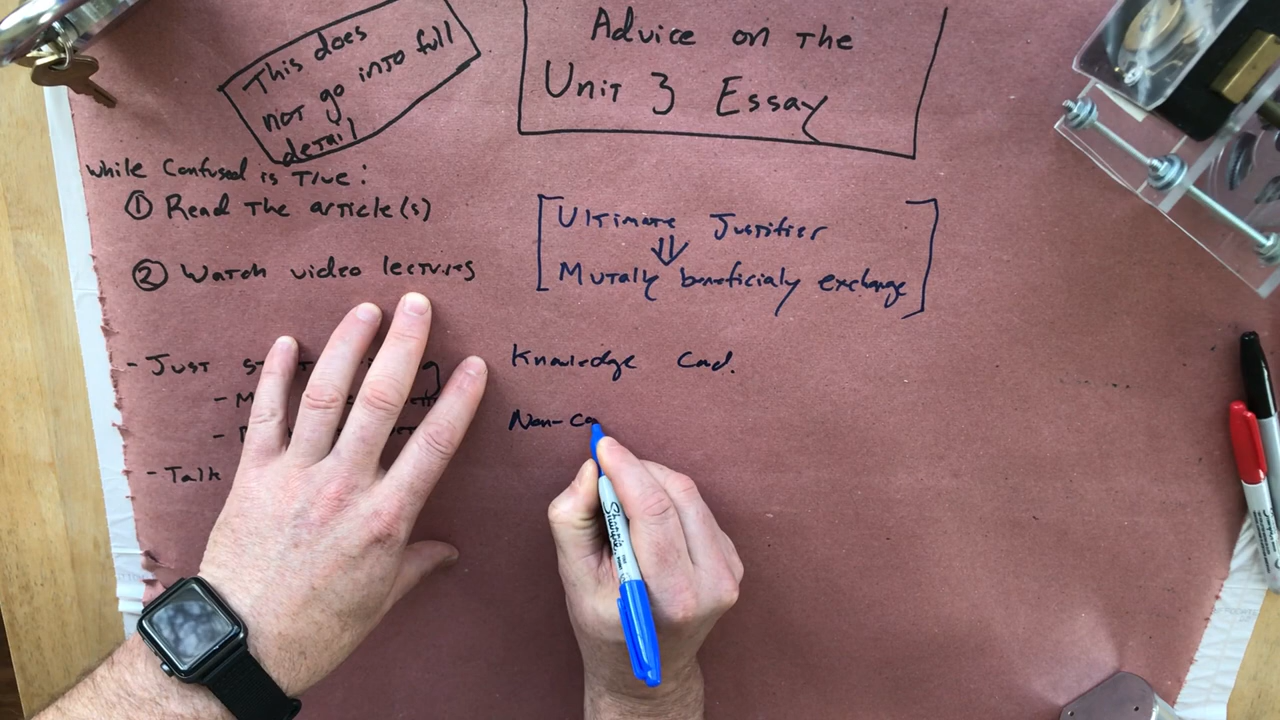 This does
not go into full
detail
Advice on The
Unit 3 Essay
While Confused is True:
① Read The article(s)
② Watch video lectures
[Ultimate Justifier
⇓
Mutally beneficialy exchange]
- Just
- Talk
Knowledge Cond.
Non-Co
Sharpie